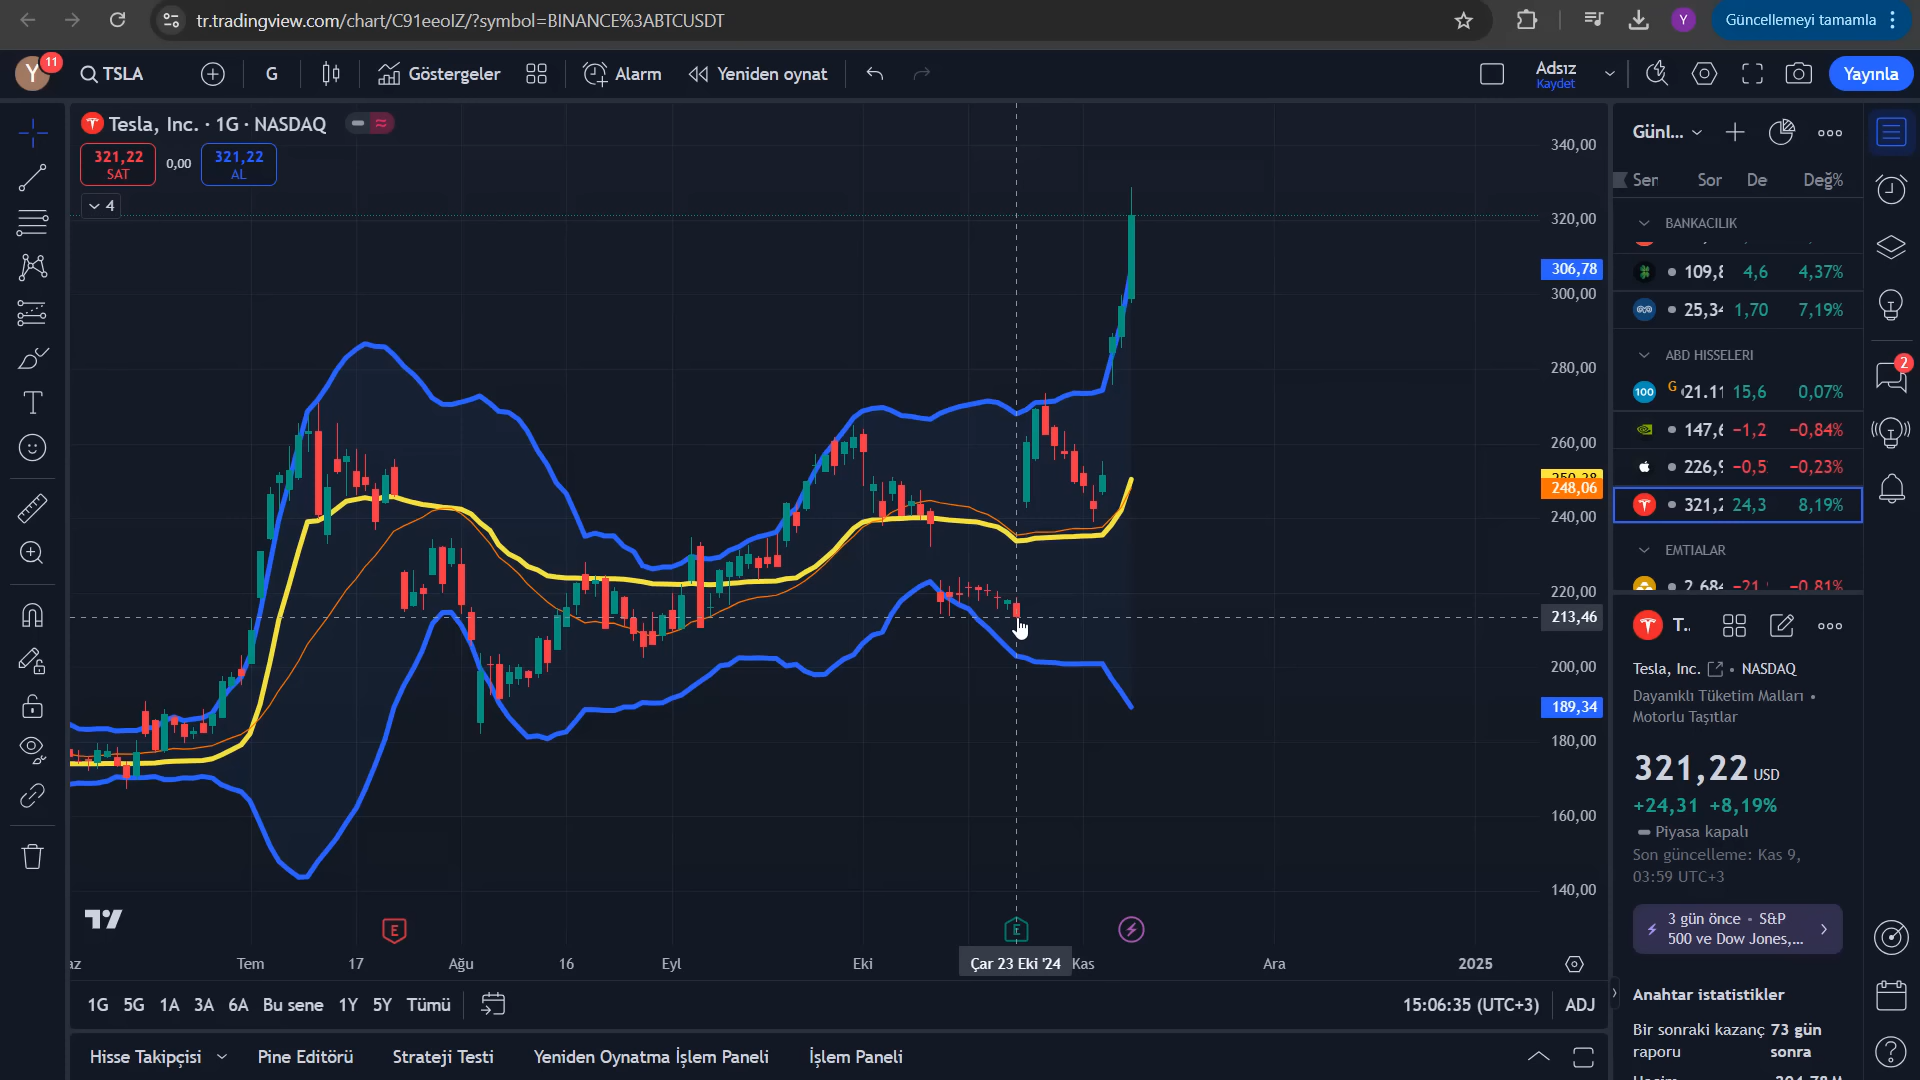 tr.tradingview.com/chart/C91eeoIZ/?symbol=BINANCE%3ABTCUSDT
Y
Güncellemeyi tamamla
Y
11
TSLA
G
Göstergeler
Alarm
Yeniden oynat
Adsız
Kaydet
Yayınla
Tesla, Inc. · 1G · NASDAQ
321,22
SAT
0,00
321,22
AL
4
340,00
320,00
306,78
300,00
280,00
260,00
248,06
240,00
220,00
213,46
200,00
189,34
180,00
160,00
140,00
E
E
Tem
17
Ağu
16
Eyl
Eki
Çar 23 Eki '24
Kas
Ara
2025
1G
5G
1A
3A
6A
Bu sene
1Y
5Y
Tümü
15:06:35 (UTC+3)
ADJ
Hisse Takipçisi
Pine Editörü
Strateji Testi
Yeniden Oynatma İşlem Paneli
İşlem Paneli
Günl...
Sor
De
Değ%
BANKACILIK
4,6 4,37%
1,70 7,19%
ABD HISSELERI
100 G 15,6 0,07%
−1,2 −0,84%
−0,5 −0,23%
24,3 8,19%
EMTIALAR
−0.81%
2
T..
Tesla, Inc. • NASDAQ
Dayanıklı Tüketim Malları •
Motorlu Taşıtlar
321,22 USD
+24,31 +8,19%
Piyasa kapalı
Son güncelleme: Kas 9,
03:59 UTC+3
3 gün önce • S&P
500 ve Dow Jones,...
Anahtar istatistikler
Bir sonraki kazanç 73 gün
raporu sonra